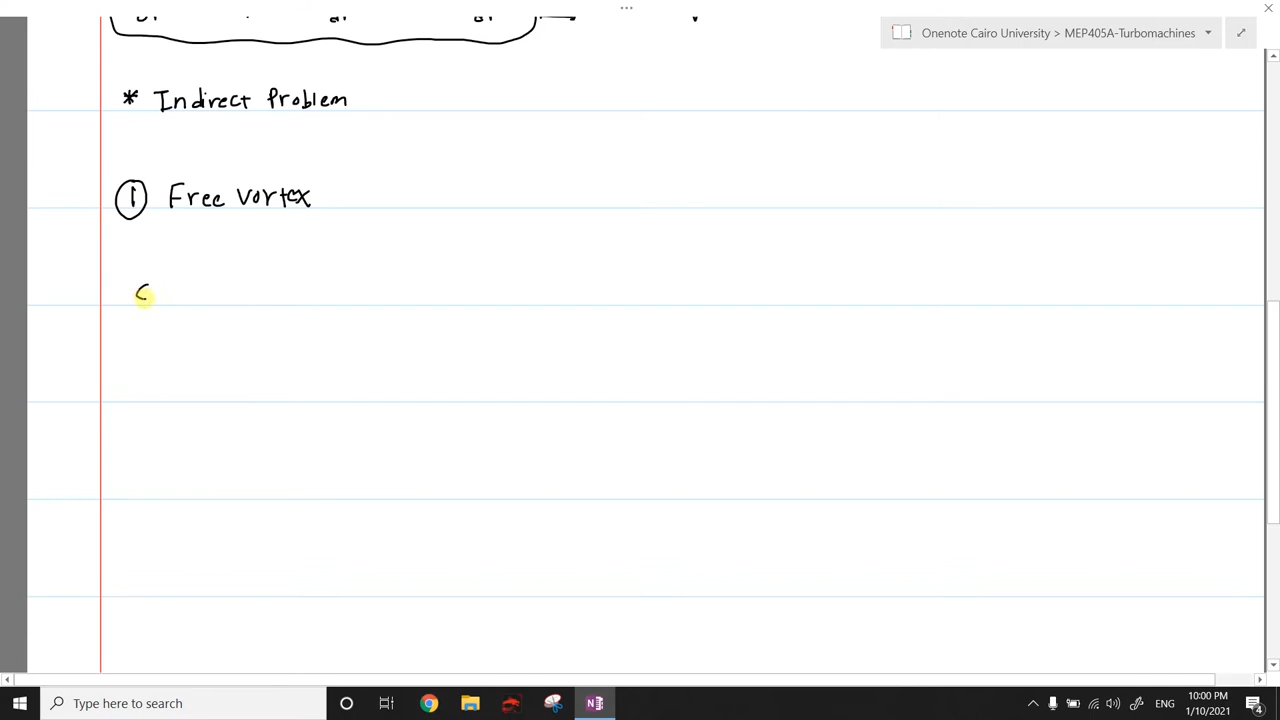 Onenote Cairo University > MEP405A-Turbomachines
* Indirect Problem
① Free Vortex
Type here to search
ENG
10:00 PM
1/10/2021
4